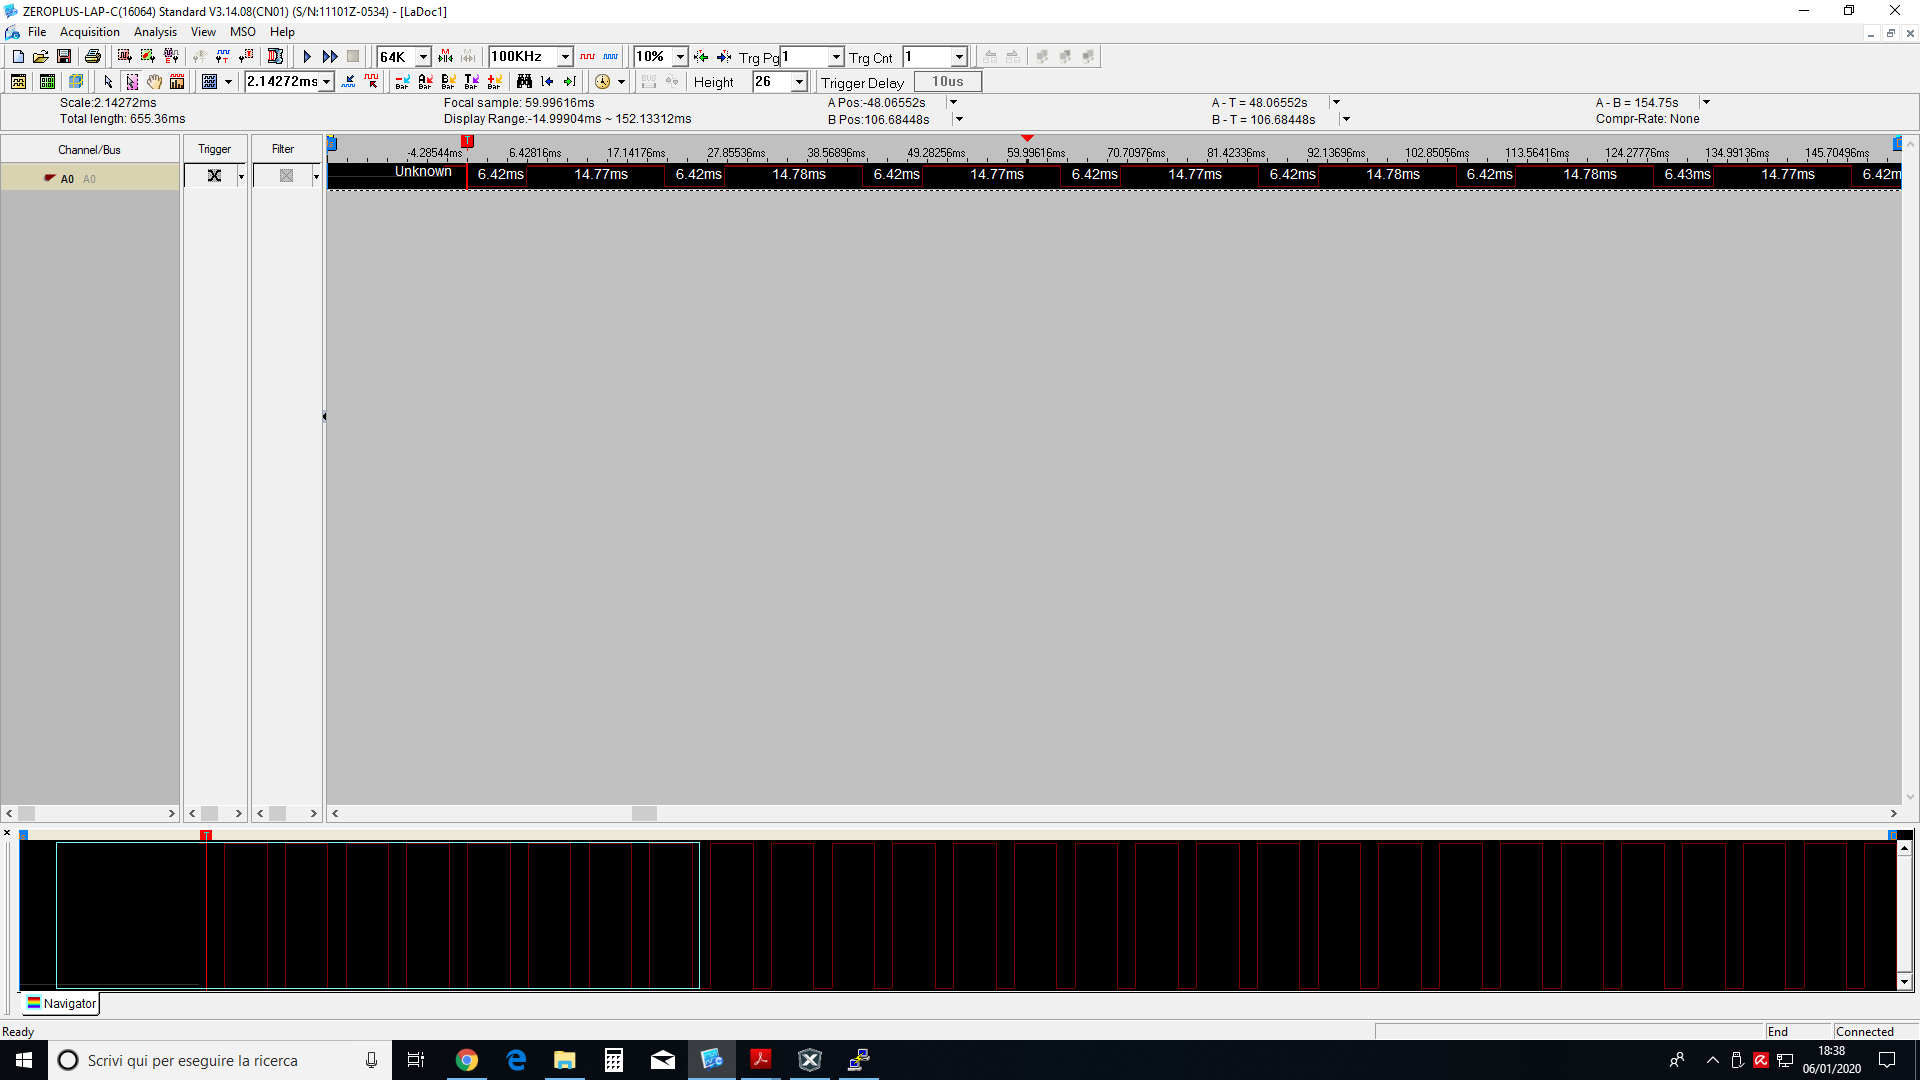 ZEROPLUS-LAP-C(16064) Standard V3.14.08(CN01) (S/N:11101Z-0534) - [LaDoc1]
File Acquisition Analysis View MSO Help
64K 100KHz 10% Trg Pg 1 Trg Cnt 1
2.14272ms Bar Bar Bar Bar Bar Height 26 Trigger Delay 10us
Scale:2.14272ms Focal sample: 59.99616ms A Pos:-48.06552s A - T = 48.06552s A - B = 154.75s
Total length: 655.36ms Display Range:-14.99904ms ~ 152.13312ms B Pos:106.68448s B - T = 106.68448s Compr-Rate: None
Channel/Bus Trigger Filter
-4.28544ms 6.42816ms 17.14176ms 27.85536ms 38.56896ms 49.28256ms 59.99616ms 70.70976ms 81.42336ms 92.13696ms 102.85056ms 113.56416ms 124.27776ms 134.99136ms 145.70496ms
A0 A0 Unknown 6.42ms 14.77ms 6.42ms 14.78ms 6.42ms 14.77ms 6.42ms 14.77ms 6.42ms 14.78ms 6.42ms 14.78ms 6.43ms 14.77ms 6.42m
Navigator
Ready End Connected
Scrivi qui per eseguire la ricerca
18:38
06/01/2020